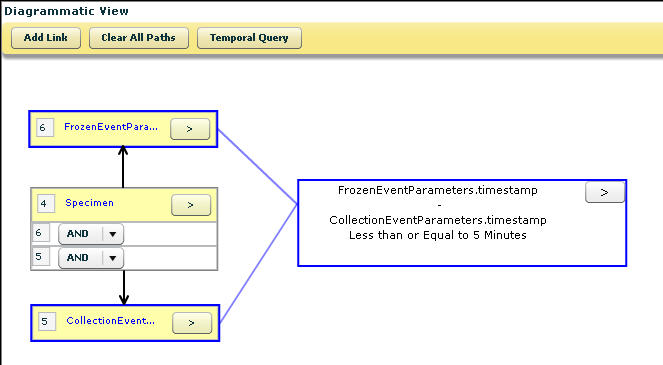 Diagrammatic View
Add Link Clear All Paths Temporal Query
6 FrozenEventPara... >
4 Specimen >
6 AND
5 AND
5 CollectionEvent... >
FrozenEventParameters.timestamp >
-
CollectionEventParameters.timestamp
Less than or Equal to 5 Minutes